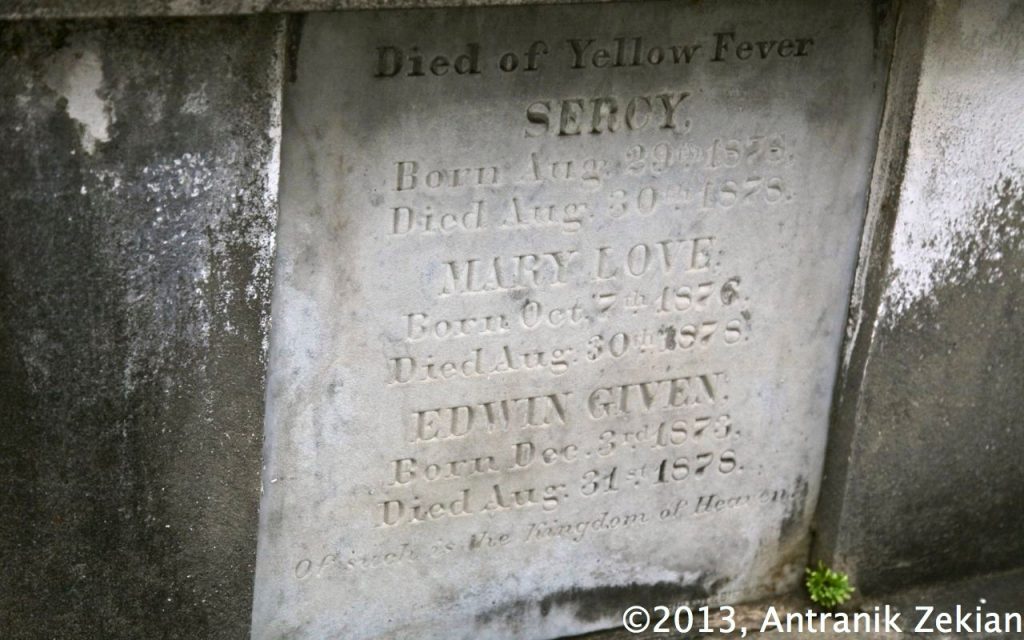 Died of Yellow Fever
SERCY,
Born Aug. 29th 1878.
Died Aug. 30th 1878.
MARY LOVE.
Born Oct. 7th 1876.
Died Aug. 30th 1878.
EDWIN GIVEN.
Born Dec. 3rd 1873.
Died Aug. 31st 1878.
Of such is the Kingdom of Heaven.
©2013, Antranik Zekian